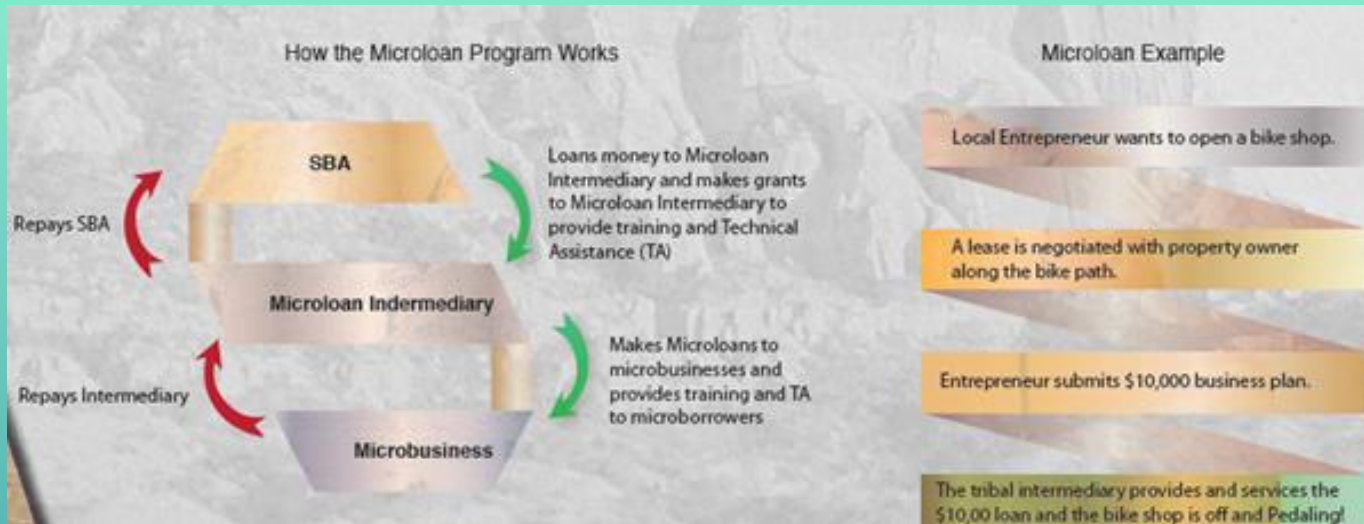 How the Microloan Program Works
SBA
Repays SBA
Loans money to Microloan
Intermediary and makes grants
to Microloan Intermediary to
provide training and Technical
Assistance (TA)
Microloan Indermediary
Repays Intermediary
Makes Microloans to
microbusinesses and
provides training and TA
to microborrowers
Microbusiness
Microloan Example
Local Entrepreneur wants to open a bike shop.
A lease is negotiated with property owner
along the bike path.
Entrepreneur submits $10,000 business plan.
The tribal intermediary provides and services the
$10,00 loan and the bike shop is off and Pedaling!